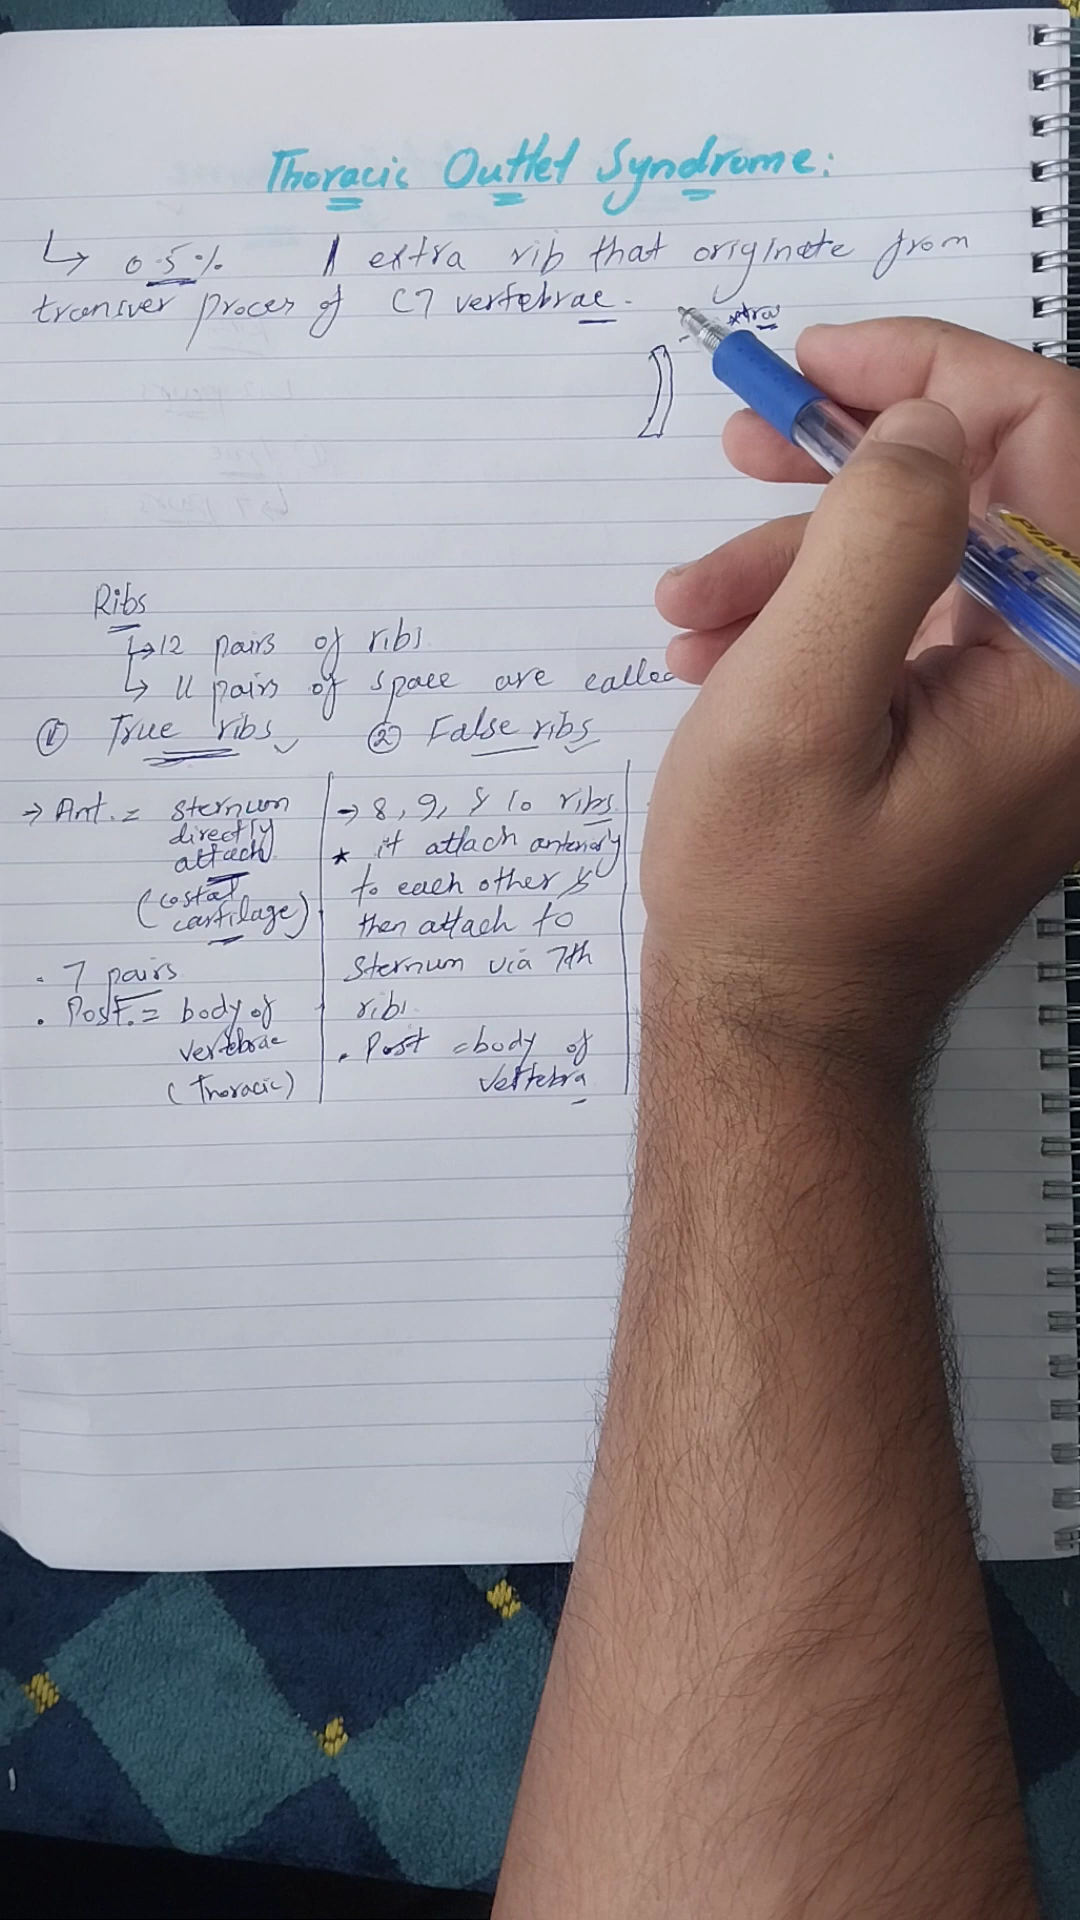 Thoracic Outlet Syndrome:
↳ 0.5% 1 extra rib that originate from
transver proces of C7 vertebrae.
extra
Ribs
↳ 12 pairs of ribs
↳ 11 pairs of space are called
① True ribs ② False ribs
→ Ant. = sternum
directly
attach
(costal
cartilage)
. 7 pairs
. Post. = body of
vertebrae
(Thoracic)
→ 8, 9, & 10 ribs
* it attach anteriory
to each other &
then attach to
sternum via 7th
ribs.
. Post = body of
vertebra
PIAN